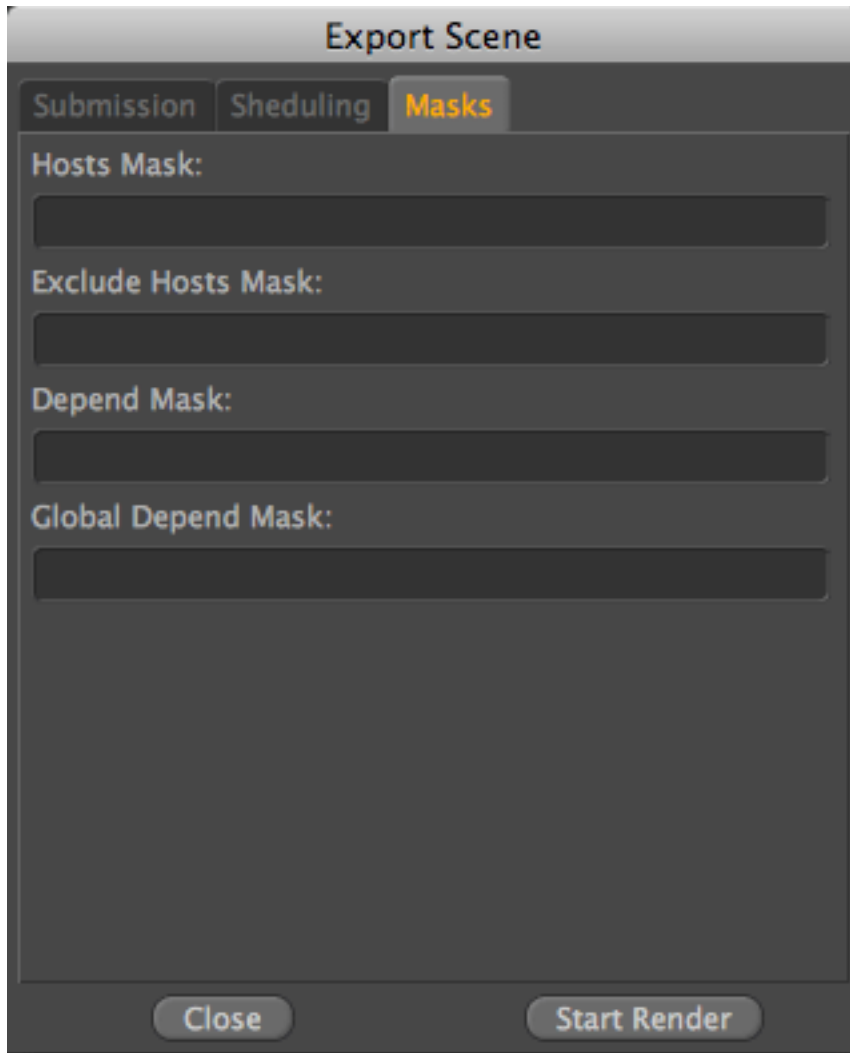 Export Scene
Submission Sheduling Masks
Hosts Mask:
Exclude Hosts Mask:
Depend Mask:
Global Depend Mask:
Close Start Render